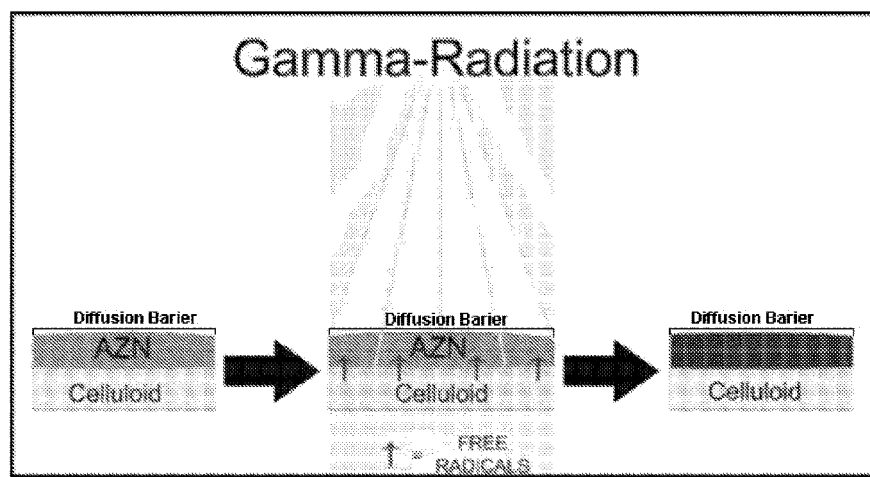 Gamma-Radiation
Diffusion Barier
AZN
Celluloid
Diffusion Barier
AZN
Celluloid
↑ = FREE
RADICALS
Diffusion Barier
Celluloid